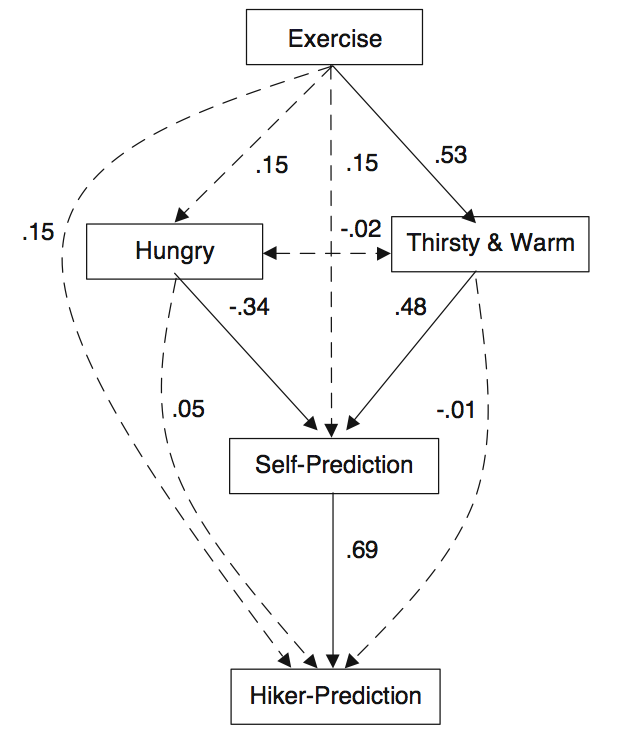 Exercise
.15
.15
.53
.15
-.02
Hungry
Thirsty & Warm
-.34
.48
.05
-.01
Self-Prediction
.69
Hiker-Prediction